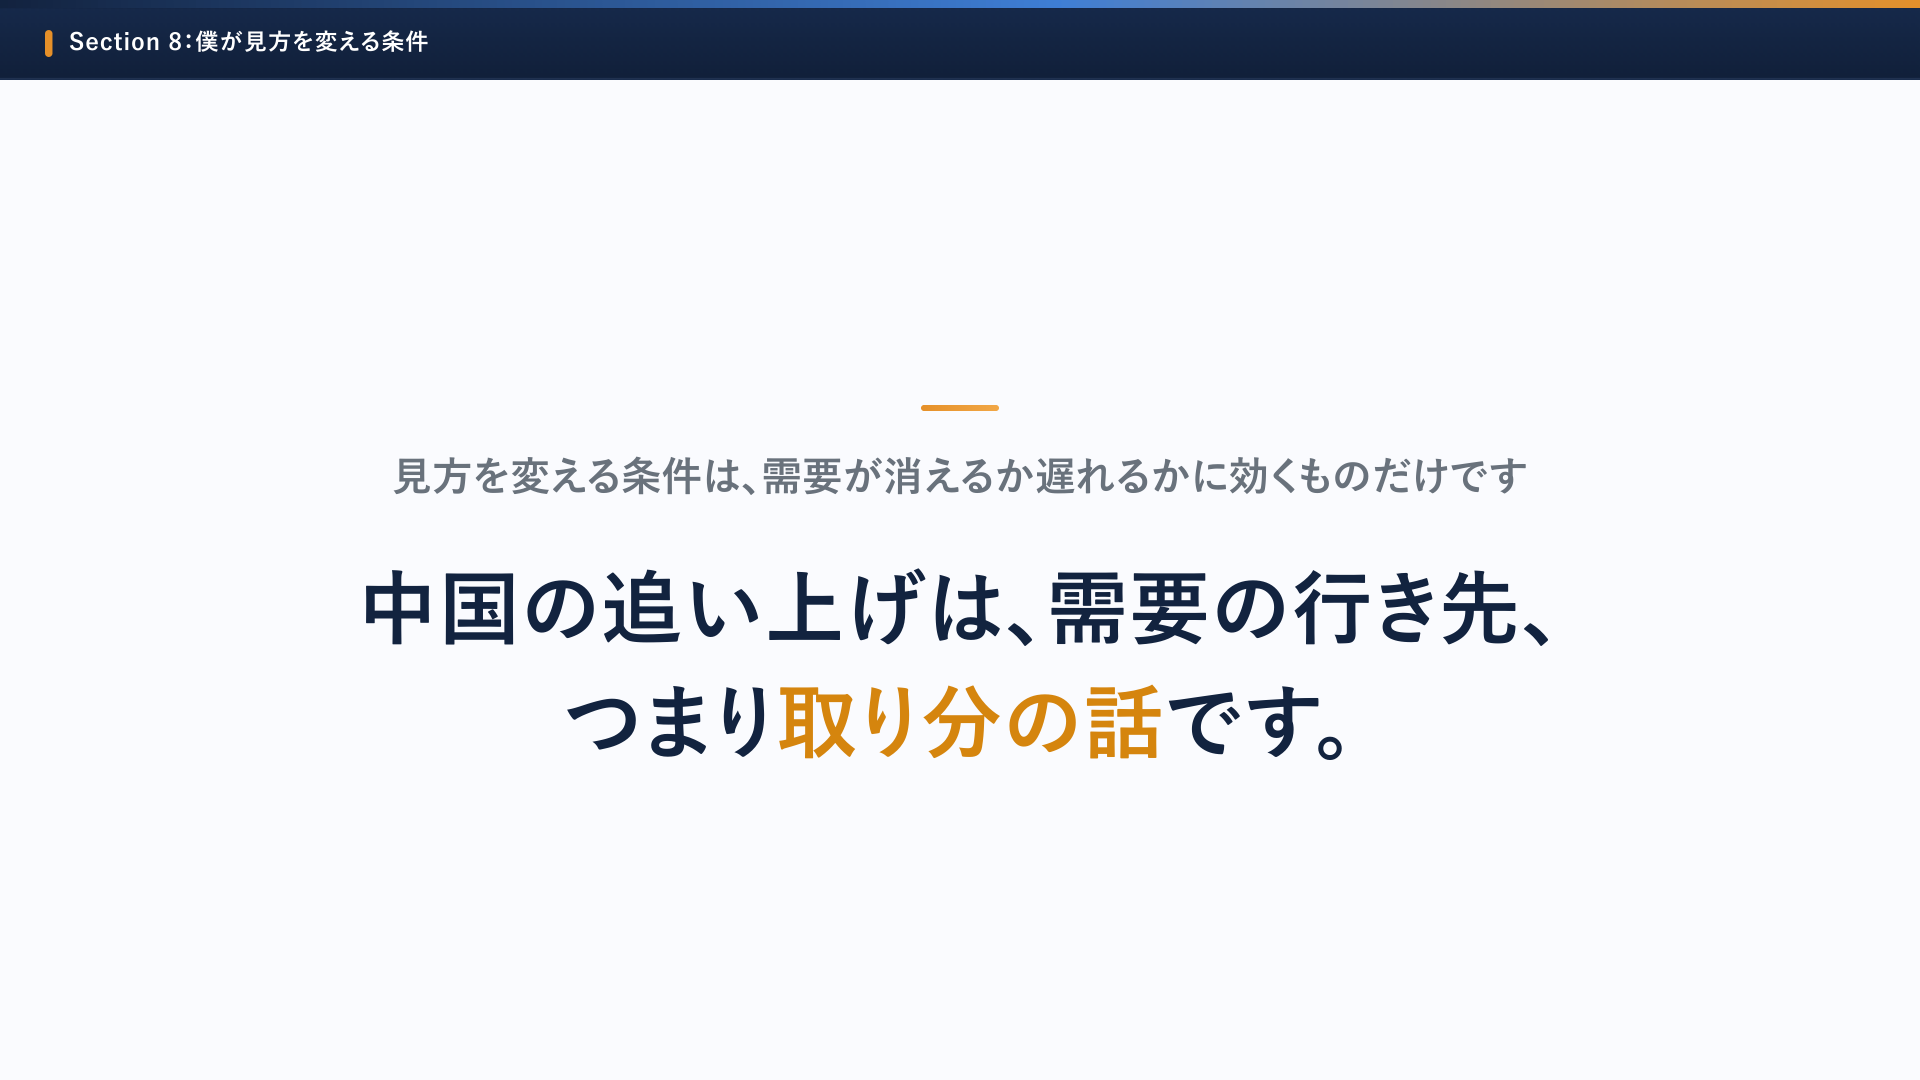 Section 8：僕が見方を変える条件
見方を変える条件は、需要が消えるか遅れるかに効くものだけです
中国の追い上げは、需要の行き先、
つまり取り分の話です。